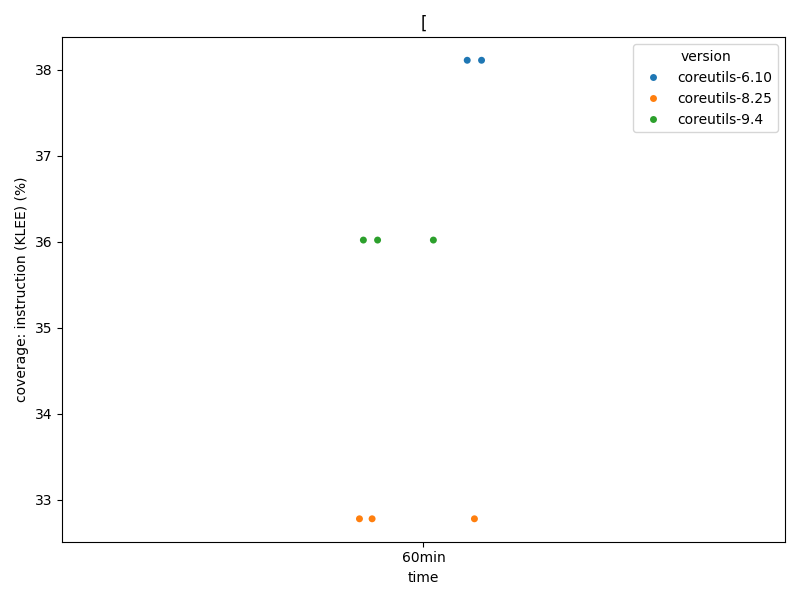 [
version
coreutils-6.10
coreutils-8.25
coreutils-9.4
coverage: instruction (KLEE) (%)
38
37
36
35
34
33
60min
time